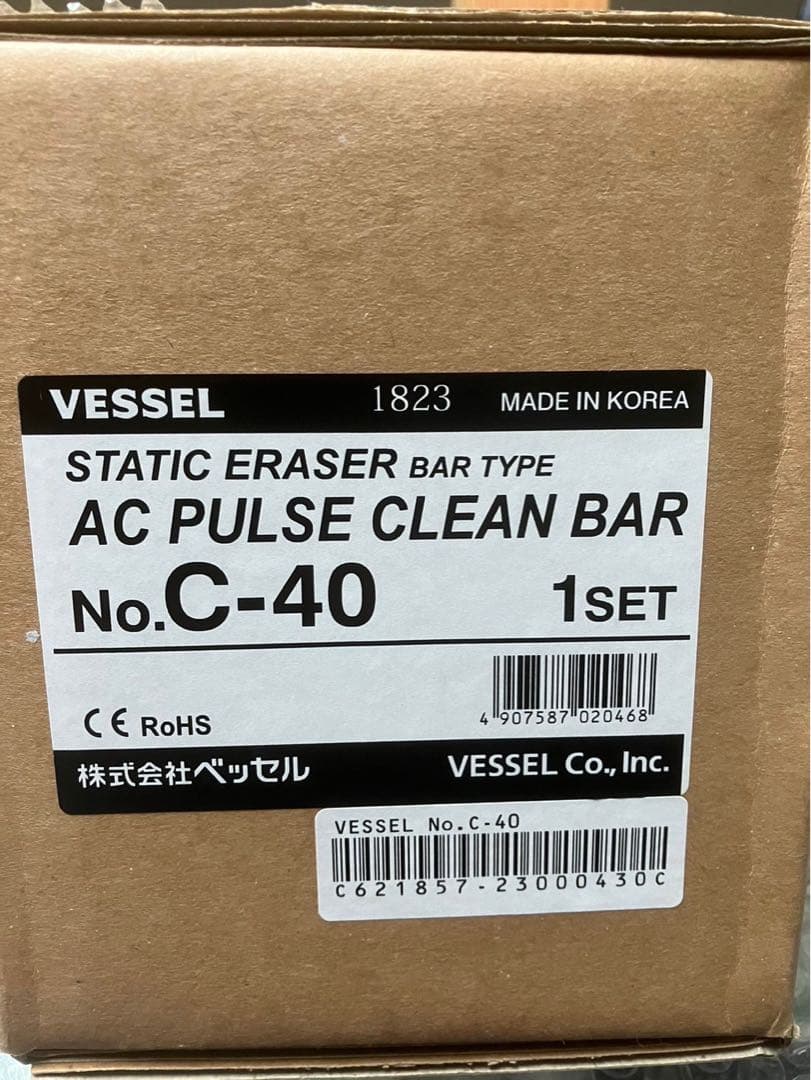 VESSEL 1823 MADE IN KOREA
STATIC ERASER BAR TYPE
AC PULSE CLEAN BAR
No.C-40 1SET
CE RoHS
4 907587 020468
株式会社ベッセル VESSEL Co., Inc.
VESSEL No.C-40
C621857-23000430C